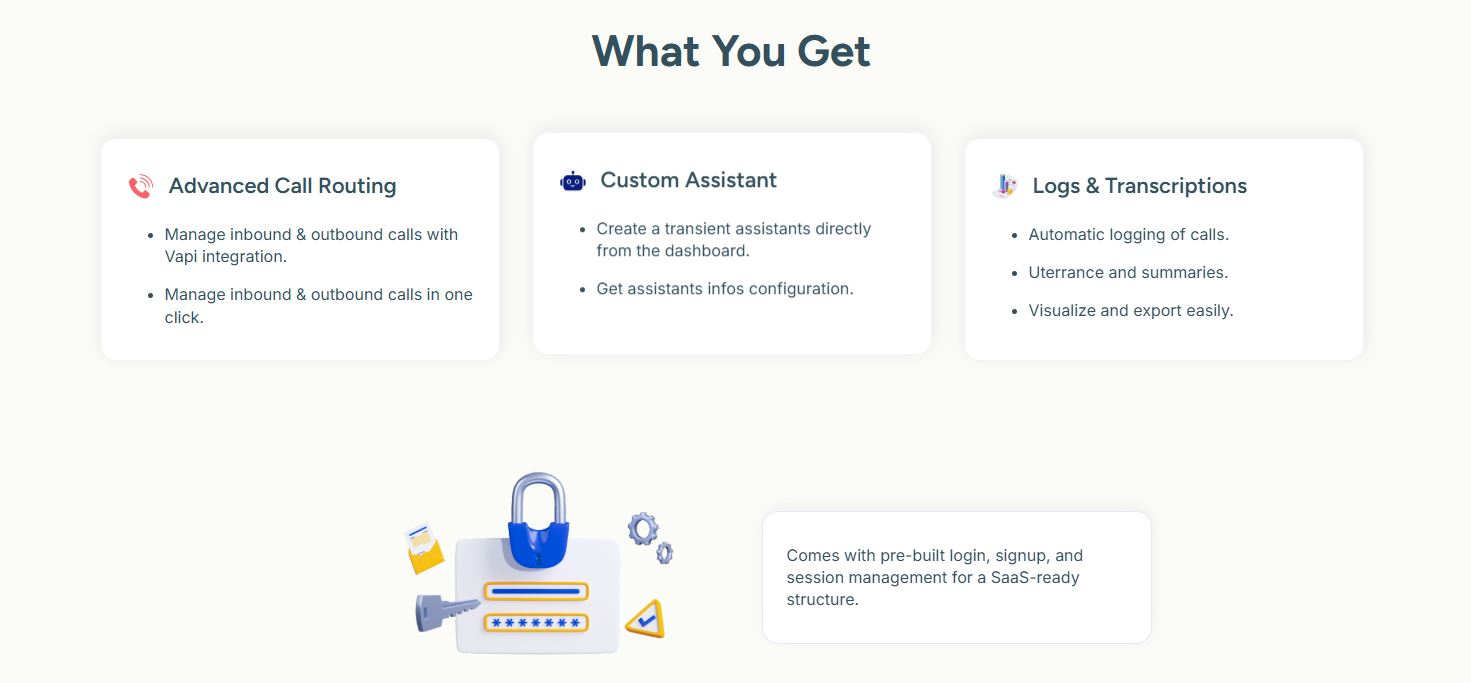 What You Get
Advanced Call Routing
Manage inbound & outbound calls with
Vapi integration.
Manage inbound & outbound calls in one
click.
Custom Assistant
Create a transient assistants directly
from the dashboard.
Get assistants infos configuration.
Logs & Transcriptions
Automatic logging of calls.
Uterrance and summaries.
Visualize and export easily.
*******
Comes with pre-built login, signup, and
session management for a SaaS-ready
structure.